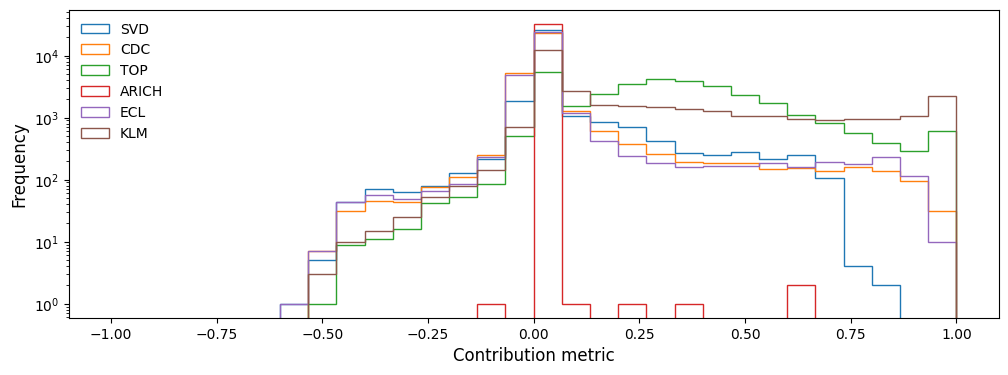 SVD
CDC
TOP
ARICH
ECL
KLM
Frequency
10⁴
10³
10²
10¹
10⁰
−1.00 −0.75 −0.50 −0.25 0.00 0.25 0.50 0.75 1.00
Contribution metric